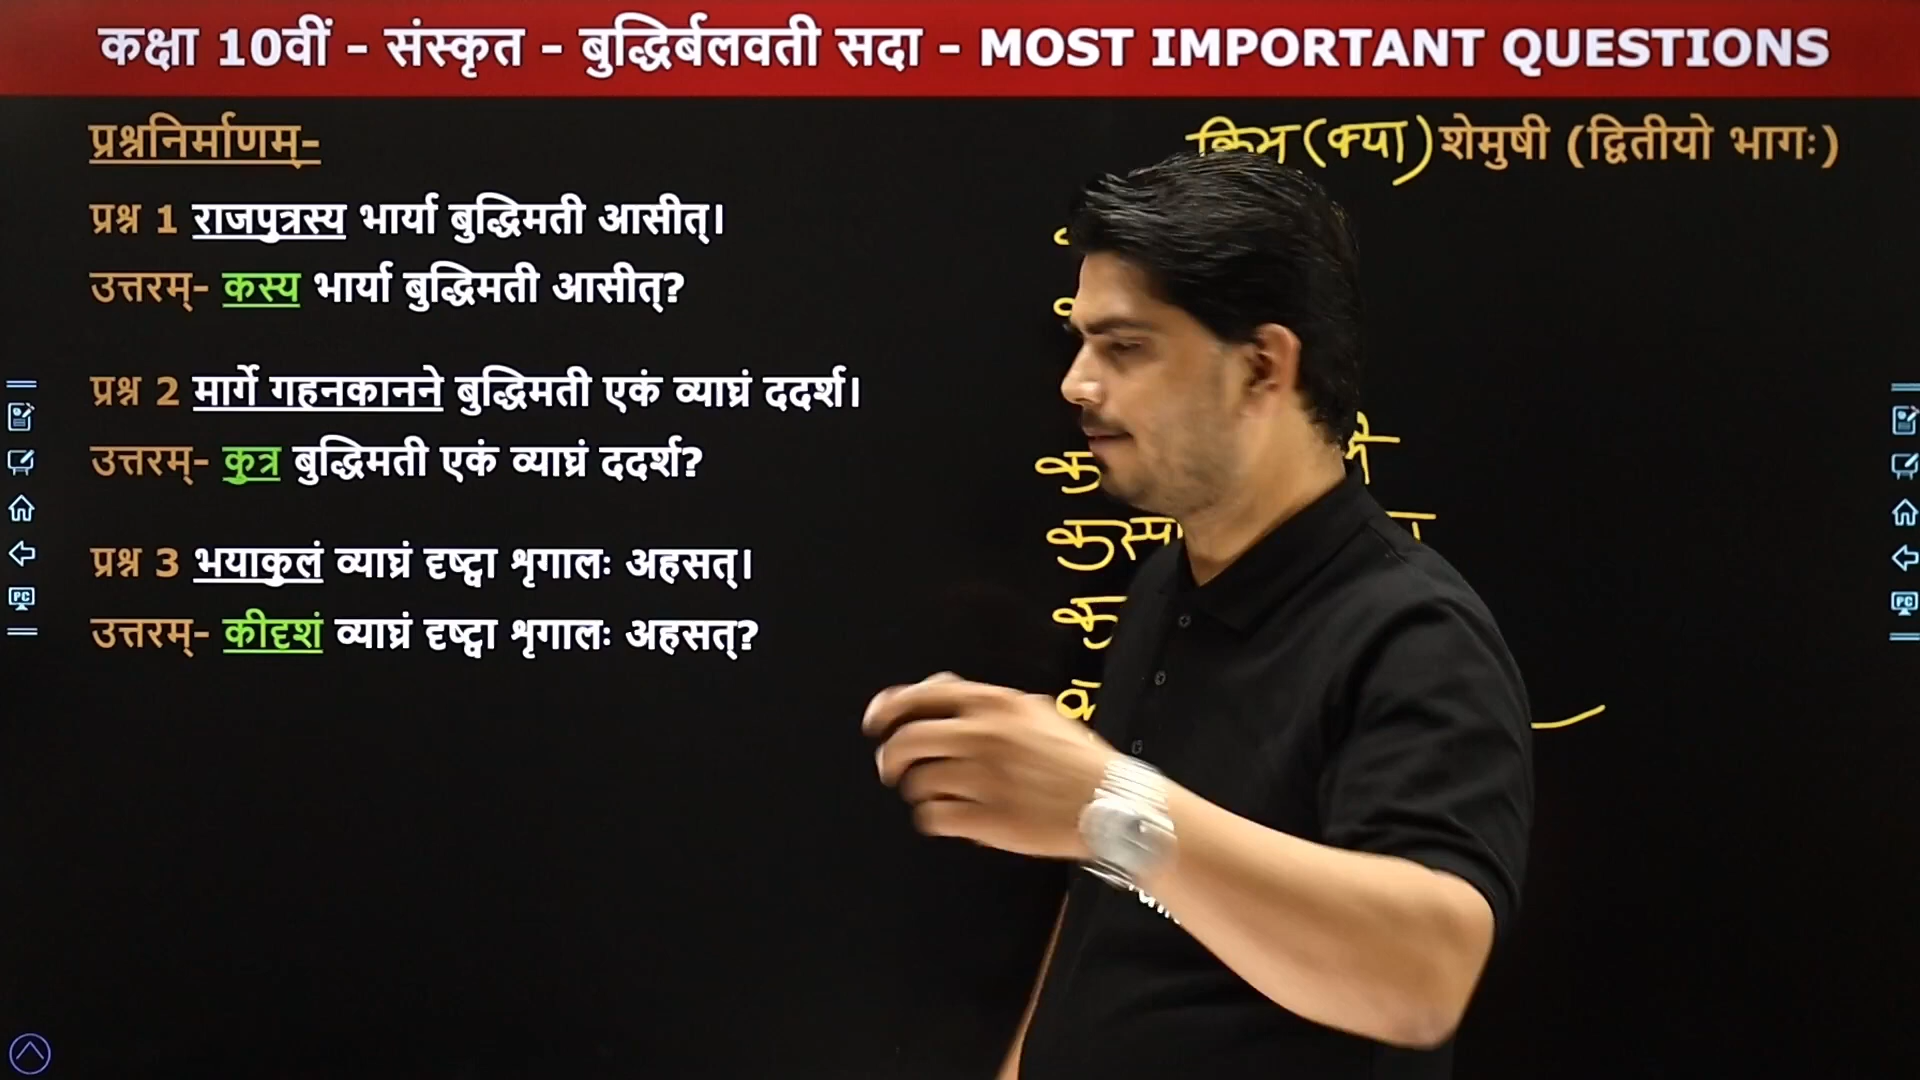 कक्षा 10वीं - संस्कृत - बुद्धिर्बलवती सदा - MOST IMPORTANT QUESTIONS
प्रश्ननिर्माणम्-
किम (क्या) शेमुषी (द्वितीयो भागः)
प्रश्न 1 राजपुत्रस्य भार्या बुद्धिमती आसीत्।
उत्तरम्- कस्य भार्या बुद्धिमती आसीत्?
प्रश्न 2 मार्गे गहनकानने बुद्धिमती एकं व्याघ्रं ददर्श।
उत्तरम्- कुत्र बुद्धिमती एकं व्याघ्रं ददर्श?
प्रश्न 3 भयाकुलं व्याघ्रं दृष्ट्वा शृगालः अहसत्।
उत्तरम्- कीदृशं व्याघ्रं दृष्ट्वा शृगालः अहसत्?
PC
PC